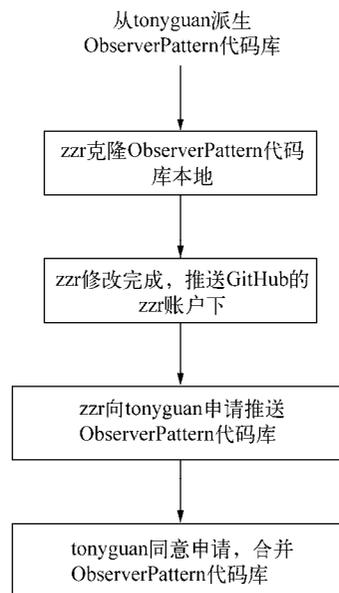 从tonyguan派生
ObserverPattern代码库
zzr克隆ObserverPattern代码
库本地
zzr修改完成，推送GitHub的
zzr账户下
zzr向tonyguan申请推送
ObserverPattern代码库
tonyguan同意申请，合并
ObserverPattern代码库